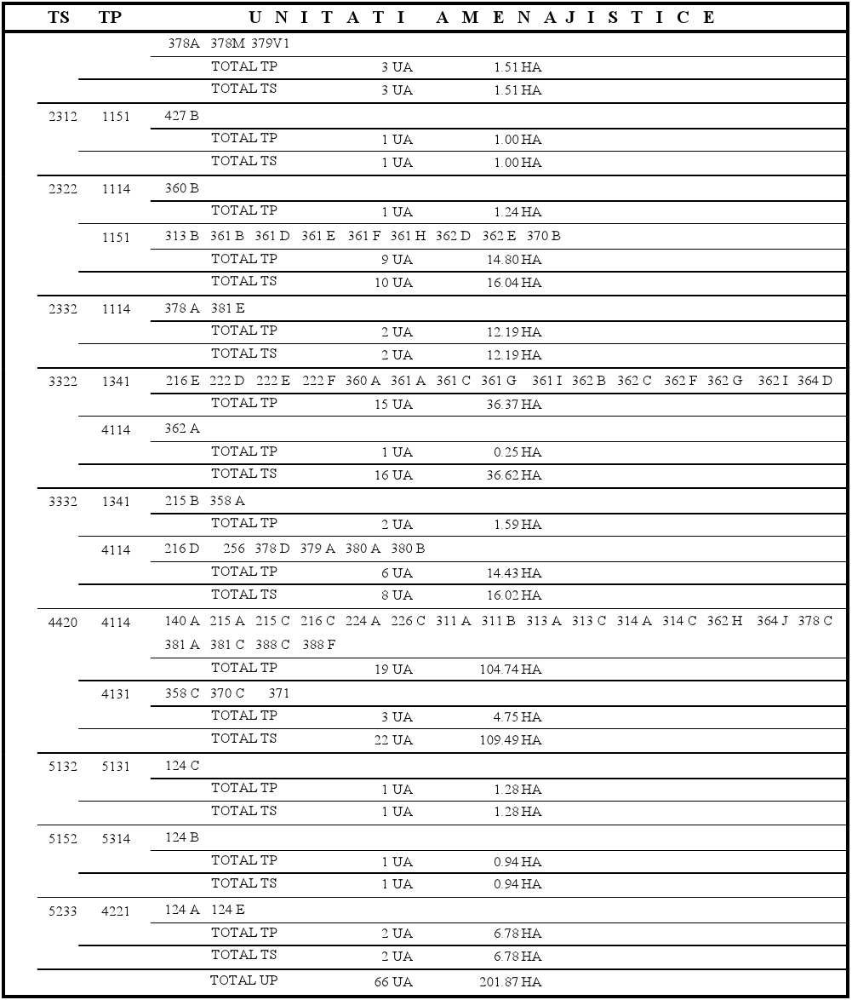 TS TP U N I T A T I A M E N A J I S T I C E
378A 378M 379V1
TOTAL TP 3 UA 1.51 HA
TOTAL TS 3 UA 1.51 HA
2312 1151 427 B
TOTAL TP 1 UA 1.00 HA
TOTAL TS 1 UA 1.00 HA
2322 1114 360 B
TOTAL TP 1 UA 1.24 HA
1151 313 B 361 B 361 D 361 E 361 F 361 H 362 D 362 E 370 B
TOTAL TP 9 UA 14.80 HA
TOTAL TS 10 UA 16.04 HA
2332 1114 378 A 381 E
TOTAL TP 2 UA 12.19 HA
TOTAL TS 2 UA 12.19 HA
3322 1341 216 E 222 D 222 E 222 F 360 A 361 A 361 C 361 G 361 I 362 B 362 C 362 F 362 G 362 I 364 D
TOTAL TP 15 UA 36.37 HA
4114 362 A
TOTAL TP 1 UA 0.25 HA
TOTAL TS 16 UA 36.62 HA
3332 1341 215 B 358 A
TOTAL TP 2 UA 1.59 HA
4114 216 D 256 378 D 379 A 380 A 380 B
TOTAL TP 6 UA 14.43 HA
TOTAL TS 8 UA 16.02 HA
4420 4114 140 A 215 A 215 C 216 C 224 A 226 C 311 A 311 B 313 A 313 C 314 A 314 C 362 H 364 J 378 C
381 A 381 C 388 C 388 F
TOTAL TP 19 UA 104.74 HA
4131 358 C 370 C 371
TOTAL TP 3 UA 4.75 HA
TOTAL TS 22 UA 109.49 HA
5132 5131 124 C
TOTAL TP 1 UA 1.28 HA
TOTAL TS 1 UA 1.28 HA
5152 5314 124 B
TOTAL TP 1 UA 0.94 HA
TOTAL TS 1 UA 0.94 HA
5233 4221 124 A 124 E
TOTAL TP 2 UA 6.78 HA
TOTAL TS 2 UA 6.78 HA
TOTAL UP 66 UA 201.87 HA